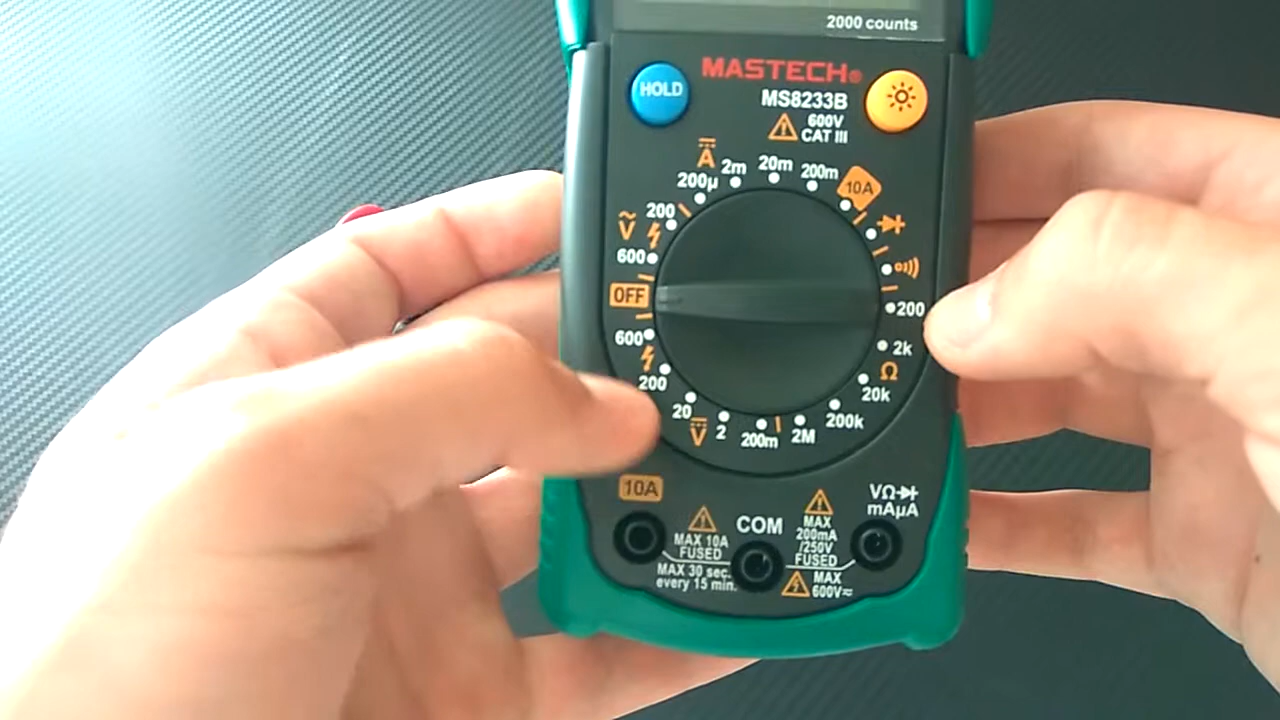 2000 counts
MASTECH®
HOLD
MS8233B
600V
CAT III
A
2m
20m
200m
200µ
10A
200
V
600
OFF
200
600
2k
200
Ω
20k
20
V
2
200m
2M
200k
10A
COM
VΩ
mAµA
MAX 10A
FUSED
MAX
200mA
/250V
FUSED
MAX 30 sec.
every 15 min.
MAX
600V≂